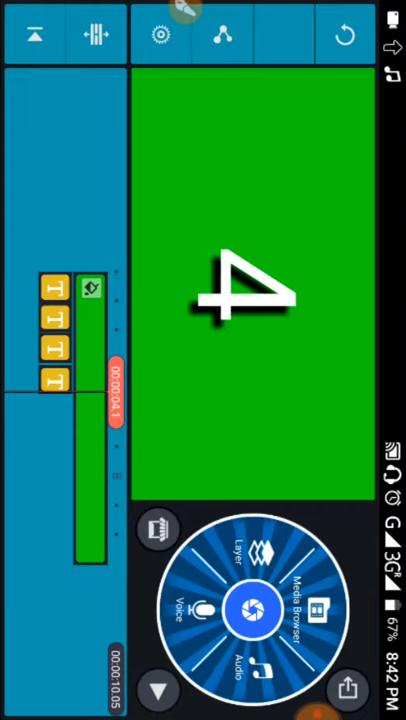 G 3G R 67% 8:42 PM
4
Media Browser
Layer
Voice
Audio
00:00:04.1
00:00:10.05
T
T
T
T